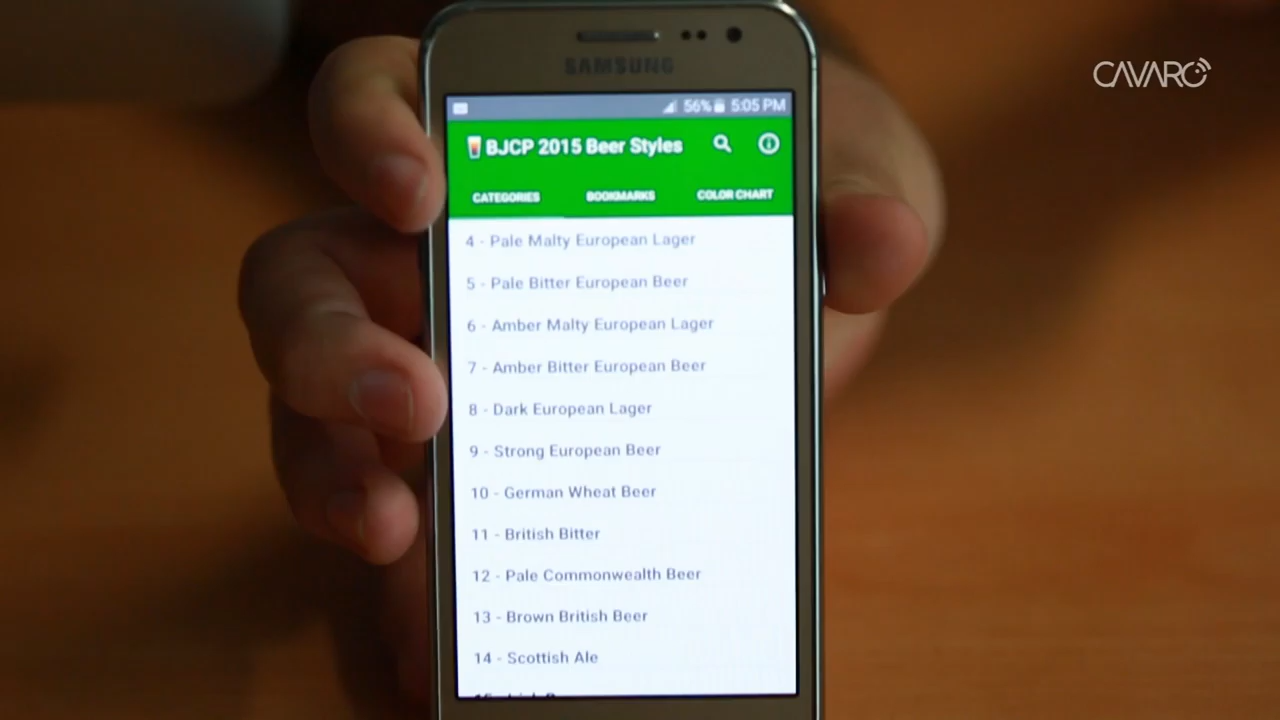 CAVARO
SAMSUNG
56% 5:05 PM
BJCP 2015 Beer Styles
CATEGORIES BOOKMARKS COLOR CHART
4 - Pale Malty European Lager
5 - Pale Bitter European Beer
6 - Amber Malty European Lager
7 - Amber Bitter European Beer
8 - Dark European Lager
9 - Strong European Beer
10 - German Wheat Beer
11 - British Bitter
12 - Pale Commonwealth Beer
13 - Brown British Beer
14 - Scottish Ale